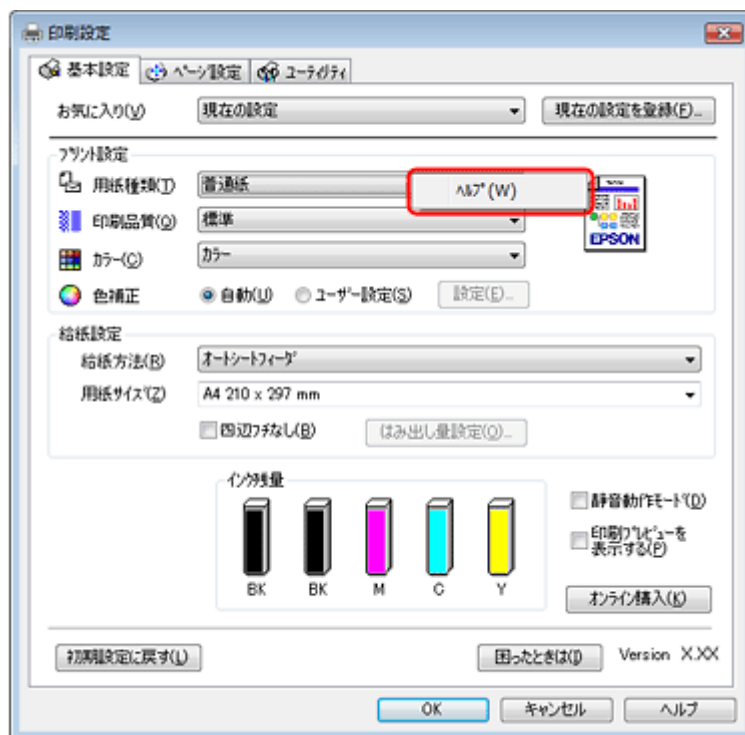 印刷設定
基本設定 ページ設定 ユーティリティ
お気に入り(V) 現在の設定 現在の設定を登録(F)...
プリント設定
用紙種類(T) 普通紙 ヘルプ(W)
印刷品質(Q) 標準
EPSON
カラー(C) カラー
色補正 自動(U) ユーザー設定(S) 設定(E)...
給紙設定
給紙方法(R) オートシートフィーダ
用紙サイズ(Z) A4 210 x 297 mm
四辺フチなし(B) はみ出し量設定(O)...
インク残量
静音動作モード(D)
印刷プレビューを
表示する(P)
BK BK M C Y
オンライン購入(K)
初期設定に戻す(L) 困ったときは(I) Version X.XX
OK キャンセル ヘルプ